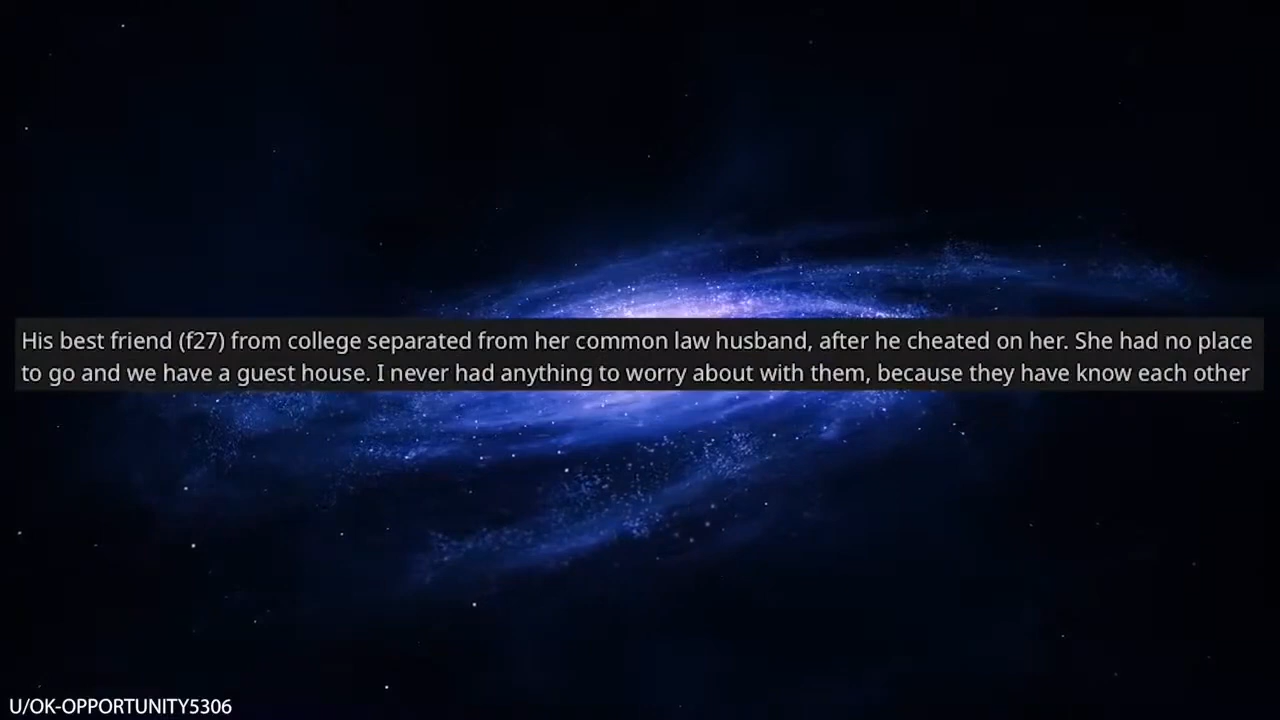 His best friend (f27) from college separated from her common law husband, after he cheated on her. She had no place
to go and we have a guest house. I never had anything to worry about with them, because they have know each other
U/OK-OPPORTUNITY5306